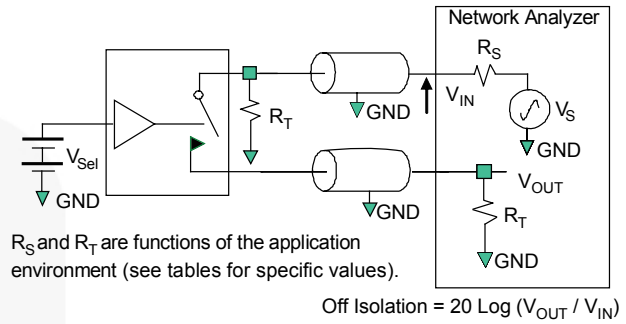 Network Analyzer
R_S
V_IN
V_S
GND
GND
R_T
V_Sel
GND
GND
V_OUT
R_T
GND
R_S and R_T are functions of the application
environment (see tables for specific values).
Off Isolation = 20 Log (V_OUT / V_IN)